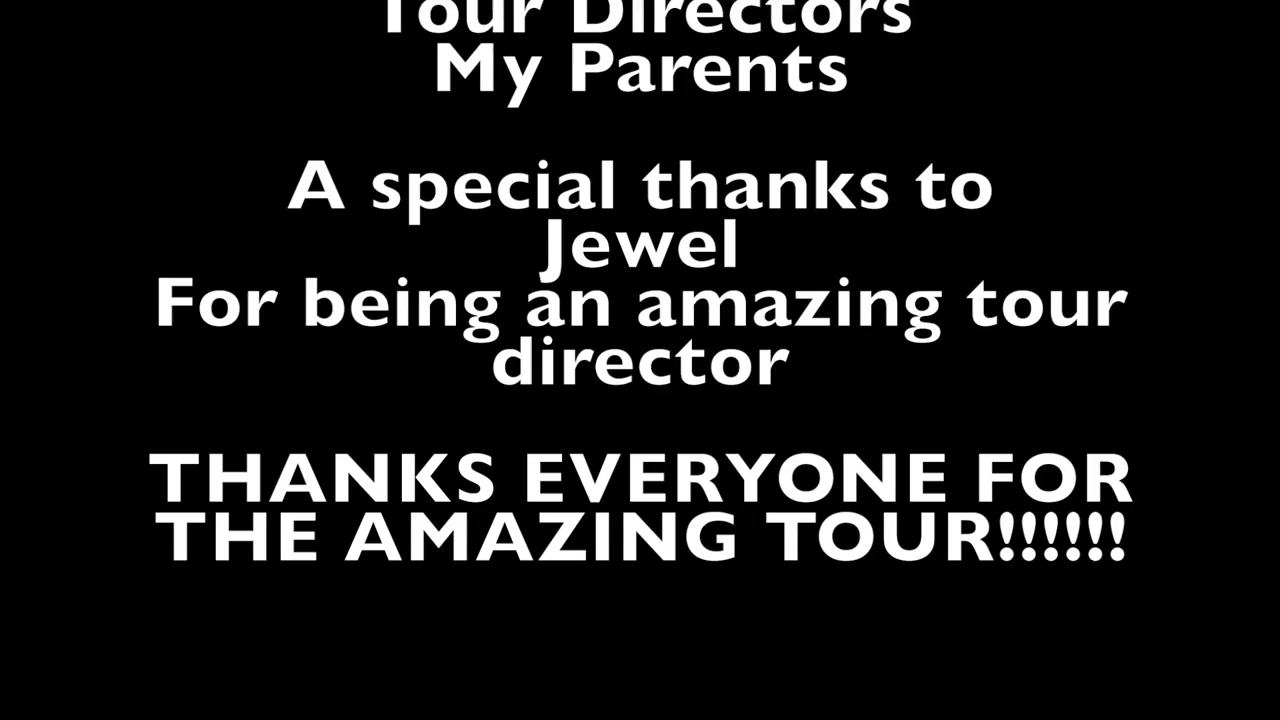 Tour Directors
My Parents
A special thanks to
Jewel
For being an amazing tour
director
THANKS EVERYONE FOR
THE AMAZING TOUR!!!!!!